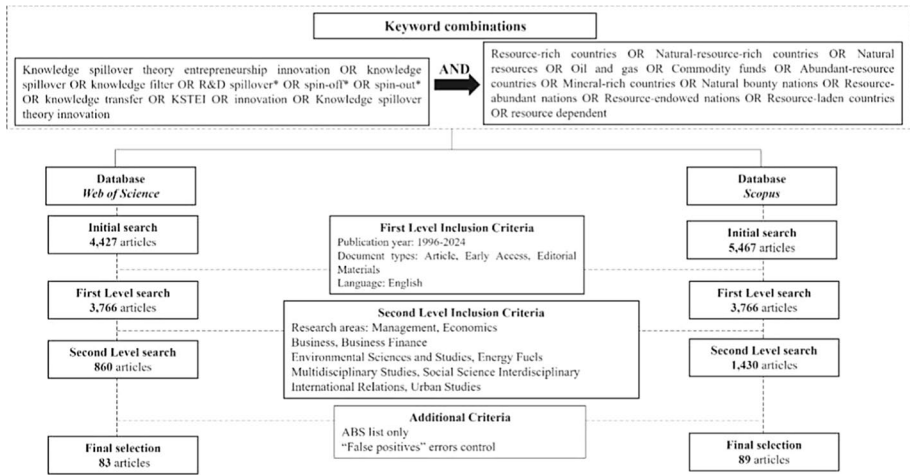 Keyword combinations
Knowledge spillover theory entrepreneurship innovation OR knowledge
spillover OR knowledge filter OR R&D spillover* OR spin-off* OR spin-out*
OR knowledge transfer OR KSTEI OR innovation OR Knowledge spillover
theory innovation
AND
Resource-rich countries OR Natural-resource-rich countries OR Natural
resources OR Oil and gas OR Commodity funds OR Abundant-resource
countries OR Mineral-rich countries OR Natural bounty nations OR Resource-
abundant nations OR Resource-endowed nations OR Resource-laden countries
OR resource dependent
Database
Web of Science
Initial search
4,427 articles
First Level search
3,766 articles
Second Level search
860 articles
Final selection
83 articles
First Level Inclusion Criteria
Publication year: 1996-2024
Document types: Article, Early Access, Editorial
Materials
Language: English
Second Level Inclusion Criteria
Research areas: Management, Economics
Business, Business Finance
Environmental Sciences and Studies, Energy Fuels
Multidisciplinary Studies, Social Science Interdisciplinary
International Relations, Urban Studies
Additional Criteria
ABS list only
"False positives" errors control
Database
Scopus
Initial search
5,467 articles
First Level search
3,766 articles
Second Level search
1,430 articles
Final selection
89 articles